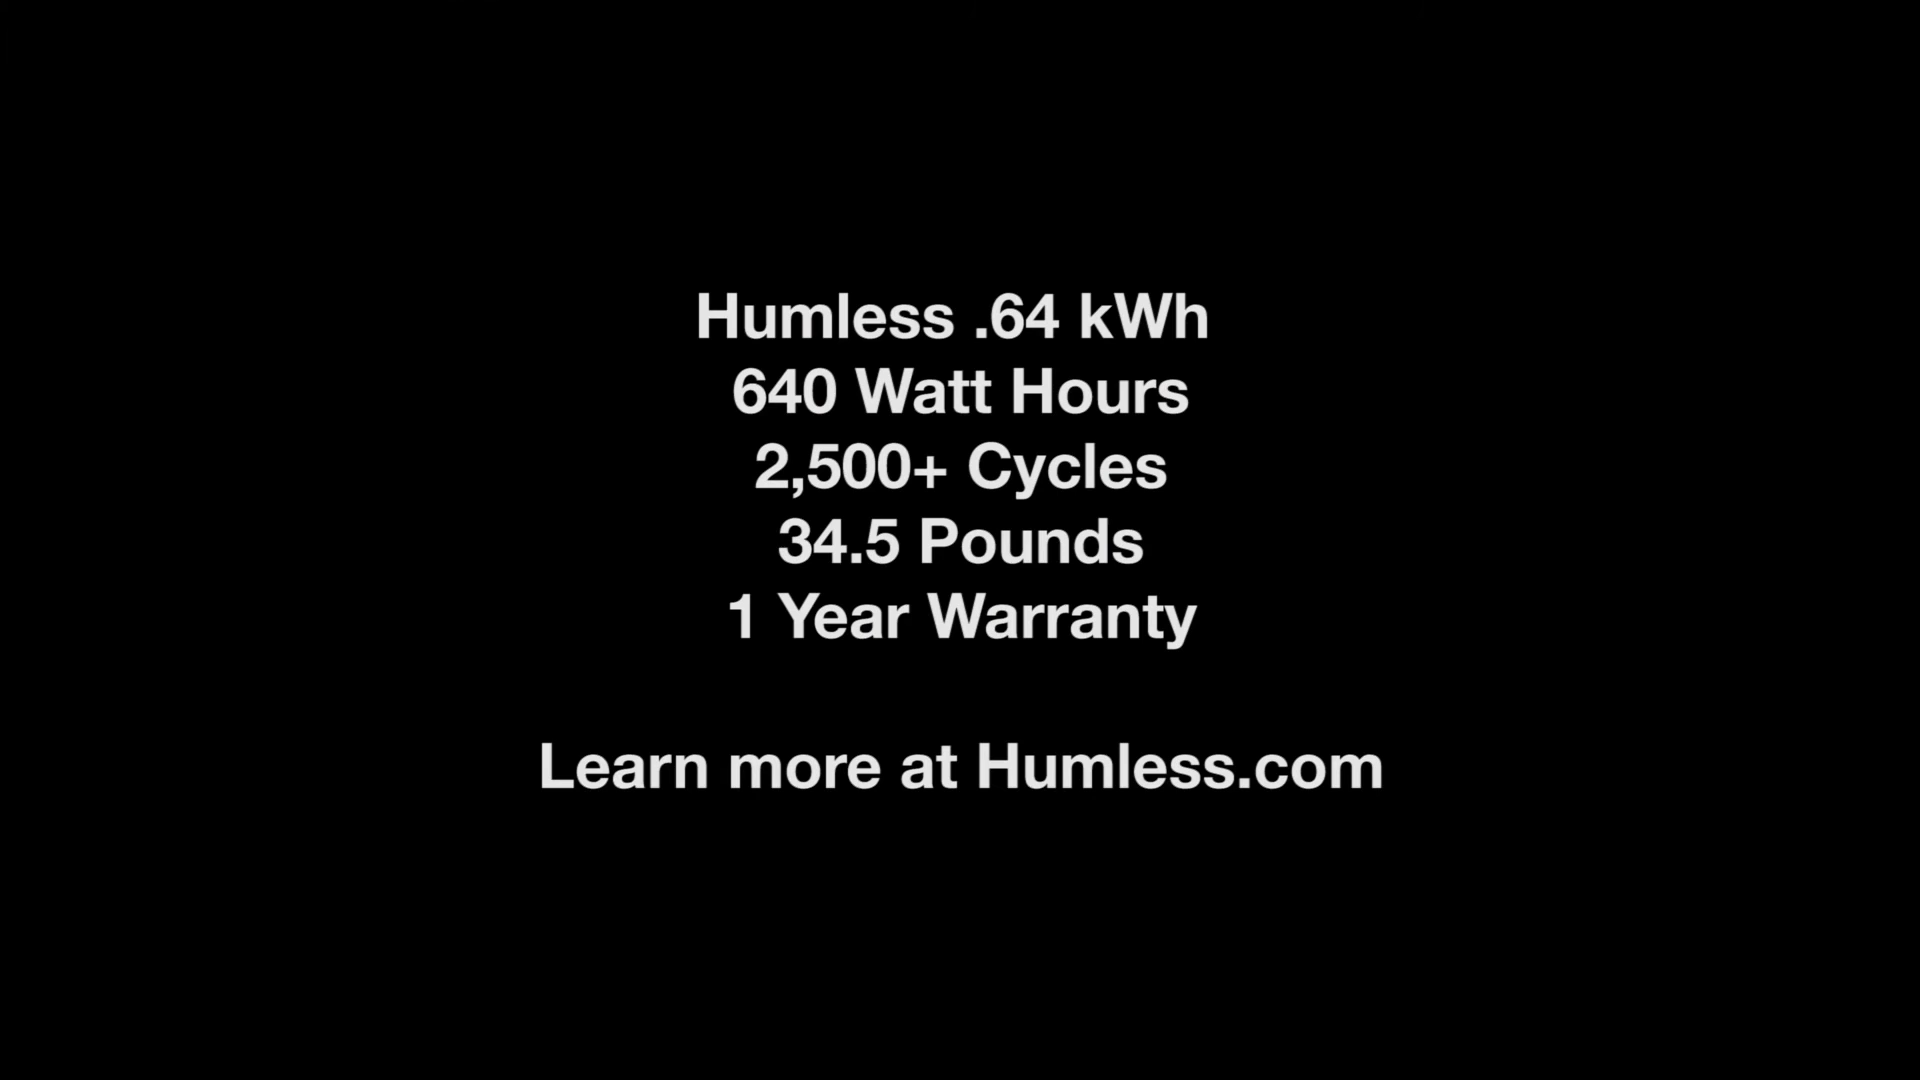 Humless .64 kWh
640 Watt Hours
2,500+ Cycles
34.5 Pounds
1 Year Warranty
Learn more at Humless.com